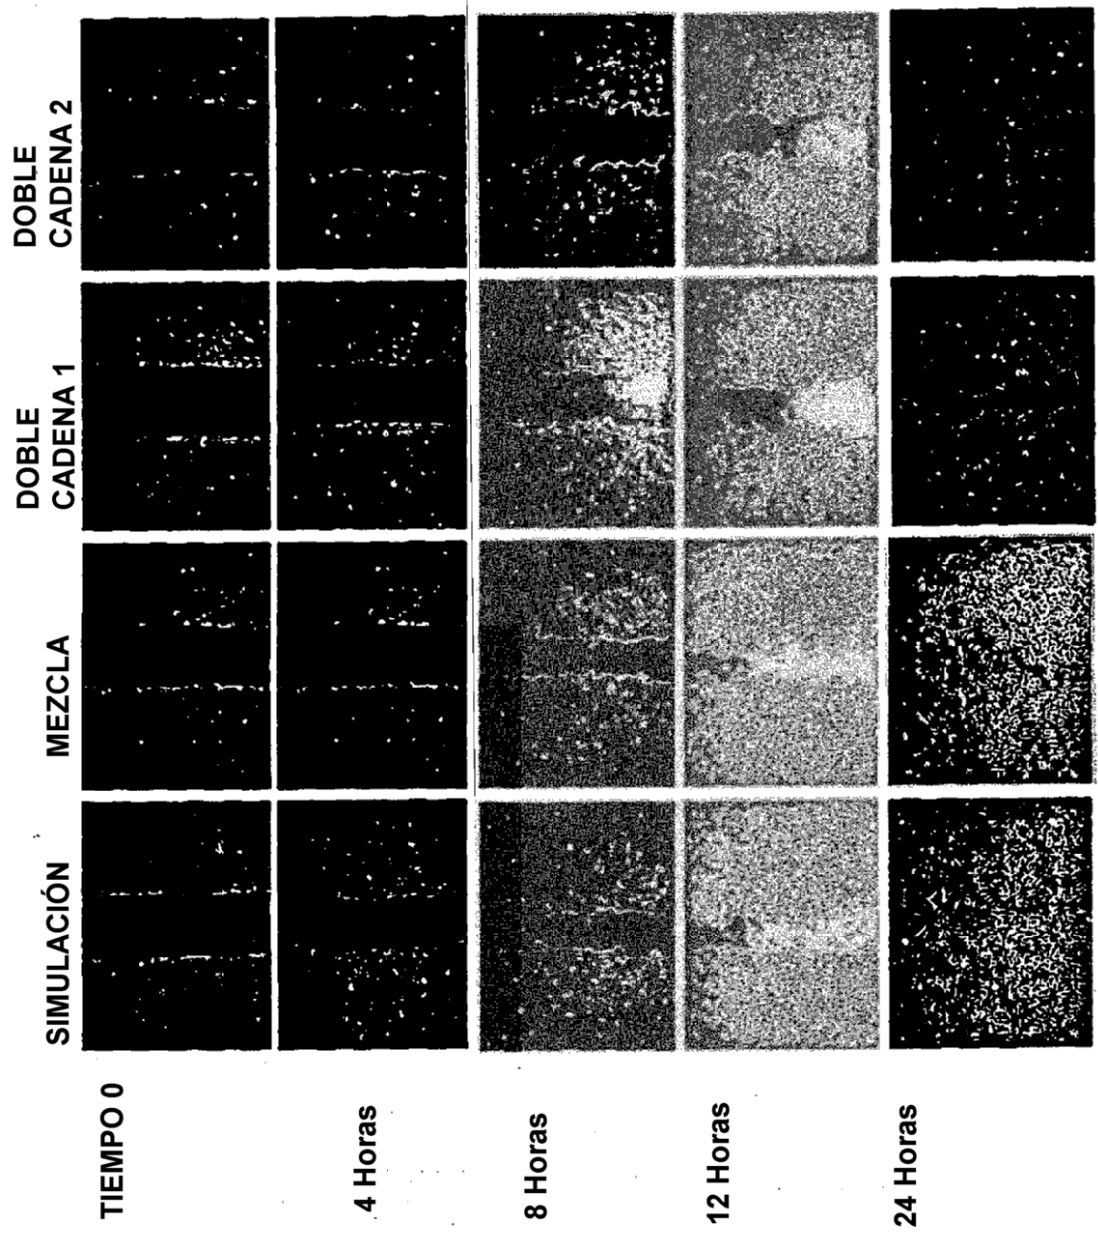 SIMULACIÓN
MEZCLA
DOBLE
CADENA 1
DOBLE
CADENA 2
TIEMPO 0
4 Horas
8 Horas
12 Horas
24 Horas